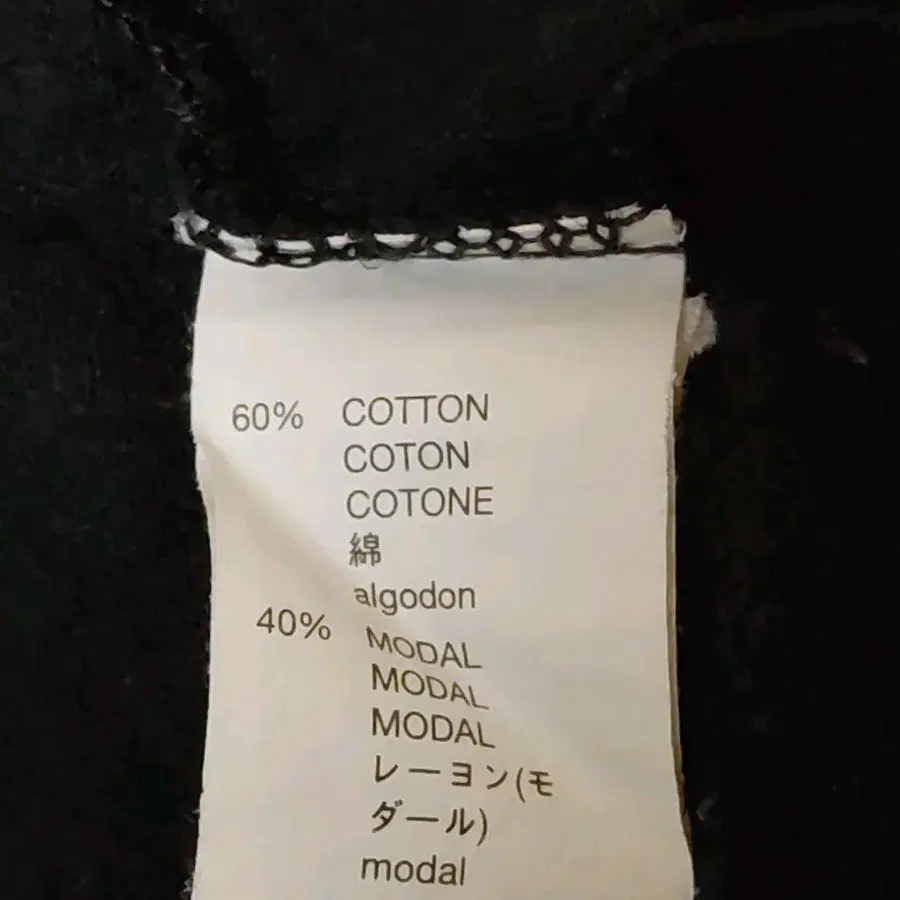 60% COTTON
COTON
COTONE
綿
algodon
40% MODAL
MODAL
MODAL
レーヨン(モ
ダール)
modal